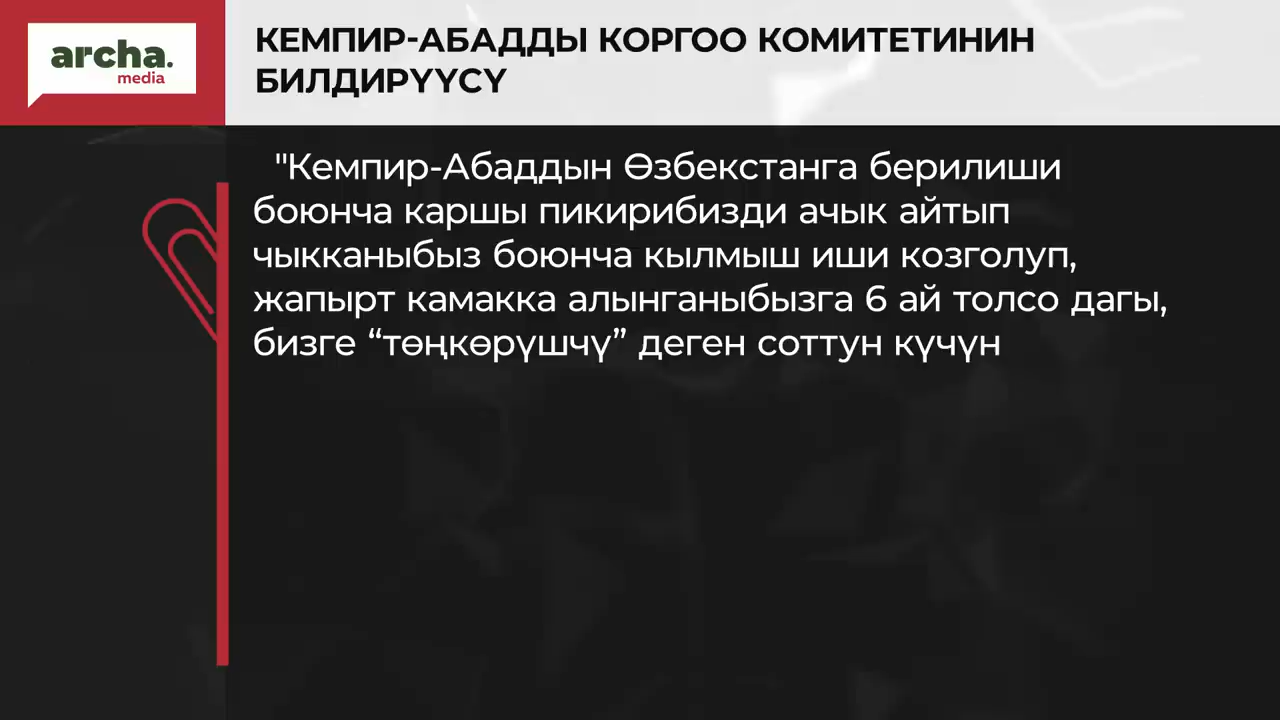 archa.
media
КЕМПИР-АБАДДЫ КОРГОО КОМИТЕТИНИН
БИЛДИРҮҮСҮ
"Кемпир-Абаддын Өзбекстанга берилиши
боюнча каршы пикирибизди ачык айтып
чыкканыбыз боюнча кылмыш иши козголуп,
жапырт камакка алынганыбызга 6 ай толсо дагы,
бизге “төңкөрүшчү” деген соттун күчүн